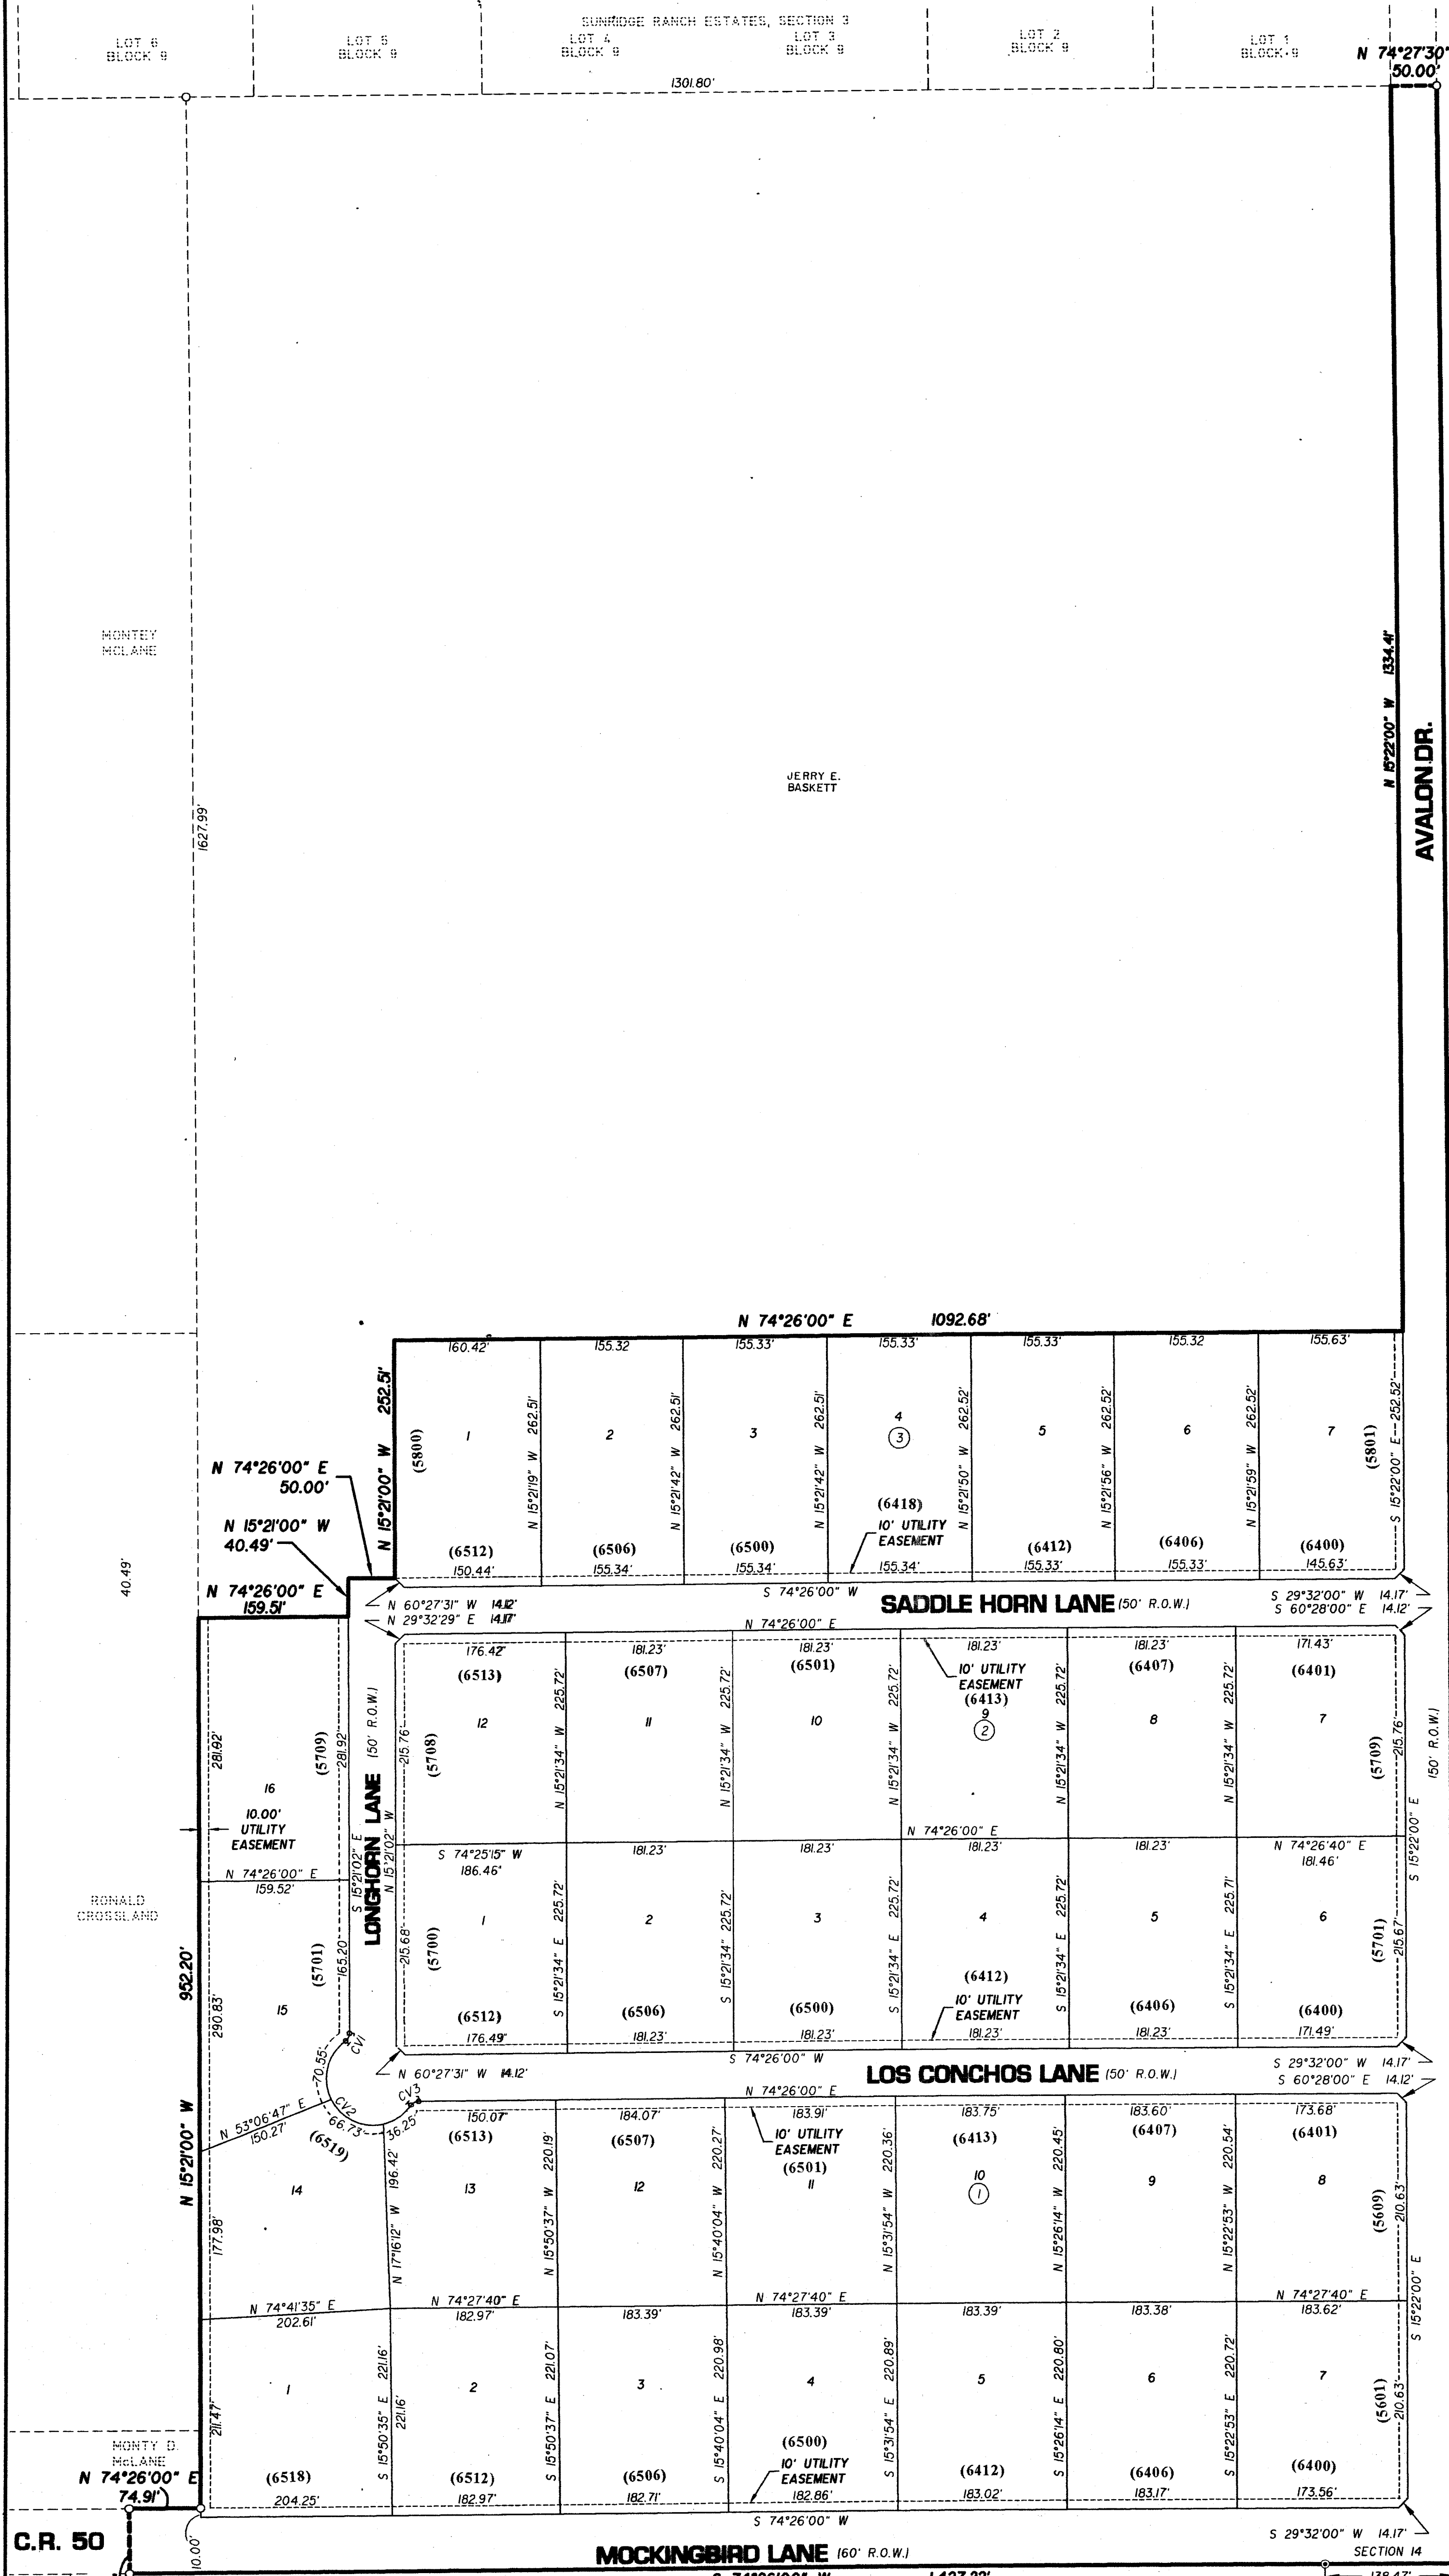 SUNRIDGE RANCH ESTATES, SECTION 3
LOT 6
BLOCK 9
LOT 5
BLOCK 9
LOT 4
BLOCK 9
LOT 3
BLOCK 9
LOT 2
BLOCK 9
LOT 1
BLOCK 9
N 74°27'30"
50.00'
1301.80'
MONTEY
MCLANE
1627.99'
JERRY E.
BASKETT
N 15°22'00" W 1334.41'
AVALON DR.
N 74°26'00" E 1092.68'
160.42'
155.32
155.33'
155.33'
155.33'
155.32
155.63'
N 15°21'00" W 252.51'
(5800)
1
N 15°21'19" W 262.51'
2
N 15°21'42" W 262.51'
3
N 15°21'42" W 262.51'
4
3
N 15°21'50" W 262.52'
5
N 15°21'56" W 262.52'
6
N 15°21'59" W 262.52'
7
(5801)
S 15°22'00" E 252.52'
N 74°26'00" E
50.00'
N 15°21'00" W
40.49'
40.49'
N 74°26'00" E
159.51'
(6512)
(6506)
(6500)
(6418)
10' UTILITY
EASEMENT
(6412)
(6406)
(6400)
150.44'
155.34'
155.34'
155.34'
155.33'
155.33'
145.63'
S 74°26'00" W
N 60°27'31" W 14.12'
N 29°32'29" E 14.17'
SADDLE HORN LANE (50' R.O.W.)
S 29°32'00" W 14.17'
S 60°28'00" E 14.12'
N 74°26'00" E
176.42'
181.23'
181.23'
181.23'
181.23'
171.43'
(6513)
(6507)
(6501)
10' UTILITY
EASEMENT
(6413)
(6407)
(6401)
12
11
10
9
2
8
7
281.92'
(5709)
281.92'
LONGHORN LANE (50' R.O.W.)
215.76'
(5708)
N 15°21'34" W 225.72'
N 15°21'34" W 225.72'
N 15°21'34" W 225.72'
N 15°21'34" W 225.72'
N 15°21'34" W 225.72'
(5709)
215.76'
(50' R.O.W.)
16
10.00'
UTILITY
EASEMENT
S 15°21'02" E
N 15°21'02" W
S 15°22'00" E
N 74°26'00" E
159.52'
S 74°25'15" W
186.46'
181.23'
181.23'
N 74°26'00" E
181.23'
181.23'
N 74°26'40" E
181.46'
RONALD
CROSSLAND
952.20'
N 15°21'00" W
290.83'
15
(5701)
165.20'
215.68'
(5700)
1
S 15°21'34" E 225.72'
2
S 15°21'34" E 225.72'
3
S 15°21'34" E 225.72'
4
S 15°21'34" E 225.72'
5
S 15°21'34" E 225.71'
6
(5701)
215.67'
(6512)
(6506)
(6500)
(6412)
10' UTILITY
EASEMENT
(6406)
(6400)
176.49'
181.23'
181.23'
181.23'
181.23'
171.49'
S 74°26'00" W
CV1
70.55'
CV2
66.73'
36.25'
CV3
N 60°27'31" W 14.12'
LOS CONCHOS LANE (50' R.O.W.)
S 29°32'00" W 14.17'
S 60°28'00" E 14.12'
N 74°26'00" E
N 53°06'47" E
150.27'
(6519)
150.07'
184.07'
183.91'
183.75'
183.60'
173.68'
(6513)
(6507)
10' UTILITY
EASEMENT
(6501)
(6413)
(6407)
(6401)
14
13
12
11
10
1
9
8
177.98'
N 17°16'12" W 196.42'
N 15°50'37" W 220.19'
N 15°40'04" W 220.27'
N 15°31'54" W 220.36'
N 15°26'14" W 220.45'
N 15°22'53" W 220.54'
(5609)
210.63'
S 15°22'00" E
N 74°41'35" E
202.61'
N 74°27'40" E
182.97'
183.39'
N 74°27'40" E
183.39'
183.39'
183.38'
N 74°27'40" E
183.62'
211.47'
1
S 15°50'35" E 221.16'
221.16'
2
S 15°50'37" E 221.07'
3
S 15°40'04" E 220.98'
4
S 15°31'54" E 220.89'
5
S 15°26'14" E 220.80'
6
S 15°22'53" E 220.72'
7
(5601)
210.63'
MONTY D.
McLANE
N 74°26'00" E
74.91'
(6518)
(6512)
(6506)
(6500)
10' UTILITY
EASEMENT
(6412)
(6406)
(6400)
204.25'
182.97'
182.71'
182.86'
183.02'
183.17'
173.56'
S 74°26'00" W
C.R. 50
10.00'
MOCKINGBIRD LANE (60' R.O.W.)
S 29°32'00" W 14.17'
SECTION 14
138.47'